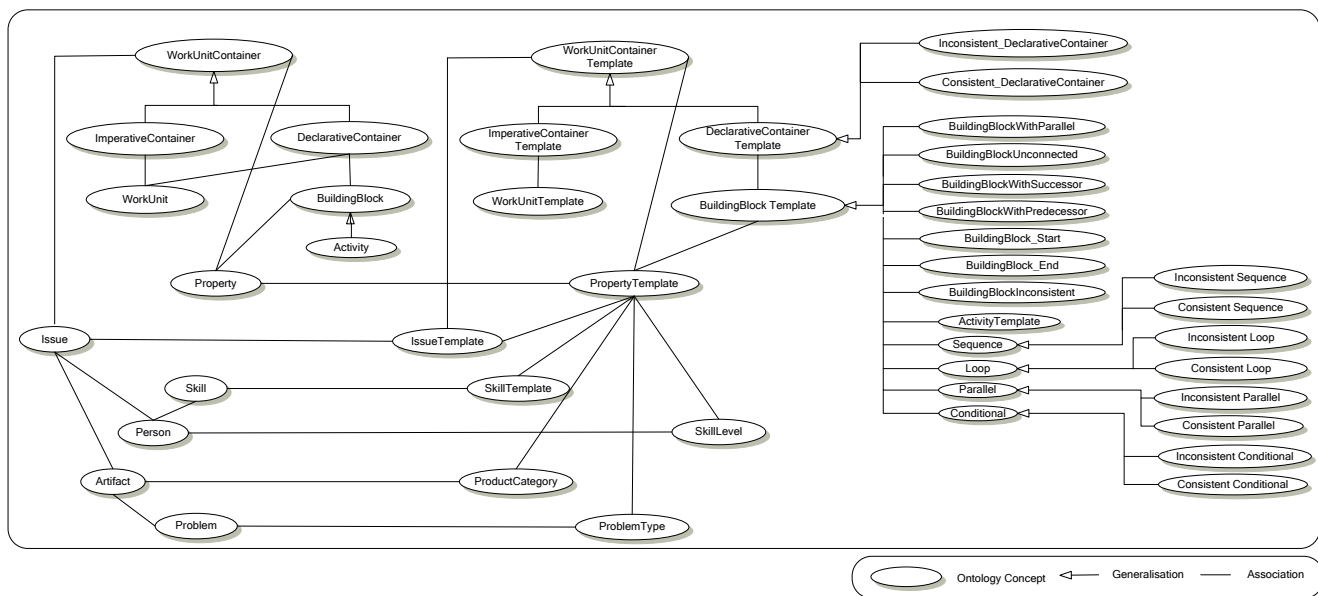 WorkUnitContainer
WorkUnitContainer
Template
Inconsistent_DeclarativeContainer
Consistent_DeclarativeContainer
ImperativeContainer
DeclarativeContainer
ImperativeContainer
Template
DeclarativeContainer
Template
BuildingBlockWithParallel
BuildingBlockUnconnected
BuildingBlockWithSuccessor
BuildingBlockWithPredecessor
WorkUnit
BuildingBlock
WorkUnitTemplate
BuildingBlock Template
Activity
BuildingBlock_Start
BuildingBlock_End
BuildingBlockInconsistent
Property
PropertyTemplate
ActivityTemplate
Sequence
Loop
Parallel
Conditional
Inconsistent Sequence
Consistent Sequence
Inconsistent Loop
Consistent Loop
Inconsistent Parallel
Consistent Parallel
Inconsistent Conditional
Consistent Conditional
Issue
IssueTemplate
Skill
SkillTemplate
Person
SkillLevel
Artifact
ProductCategory
Problem
ProblemType
Ontology Concept
Generalisation
Association